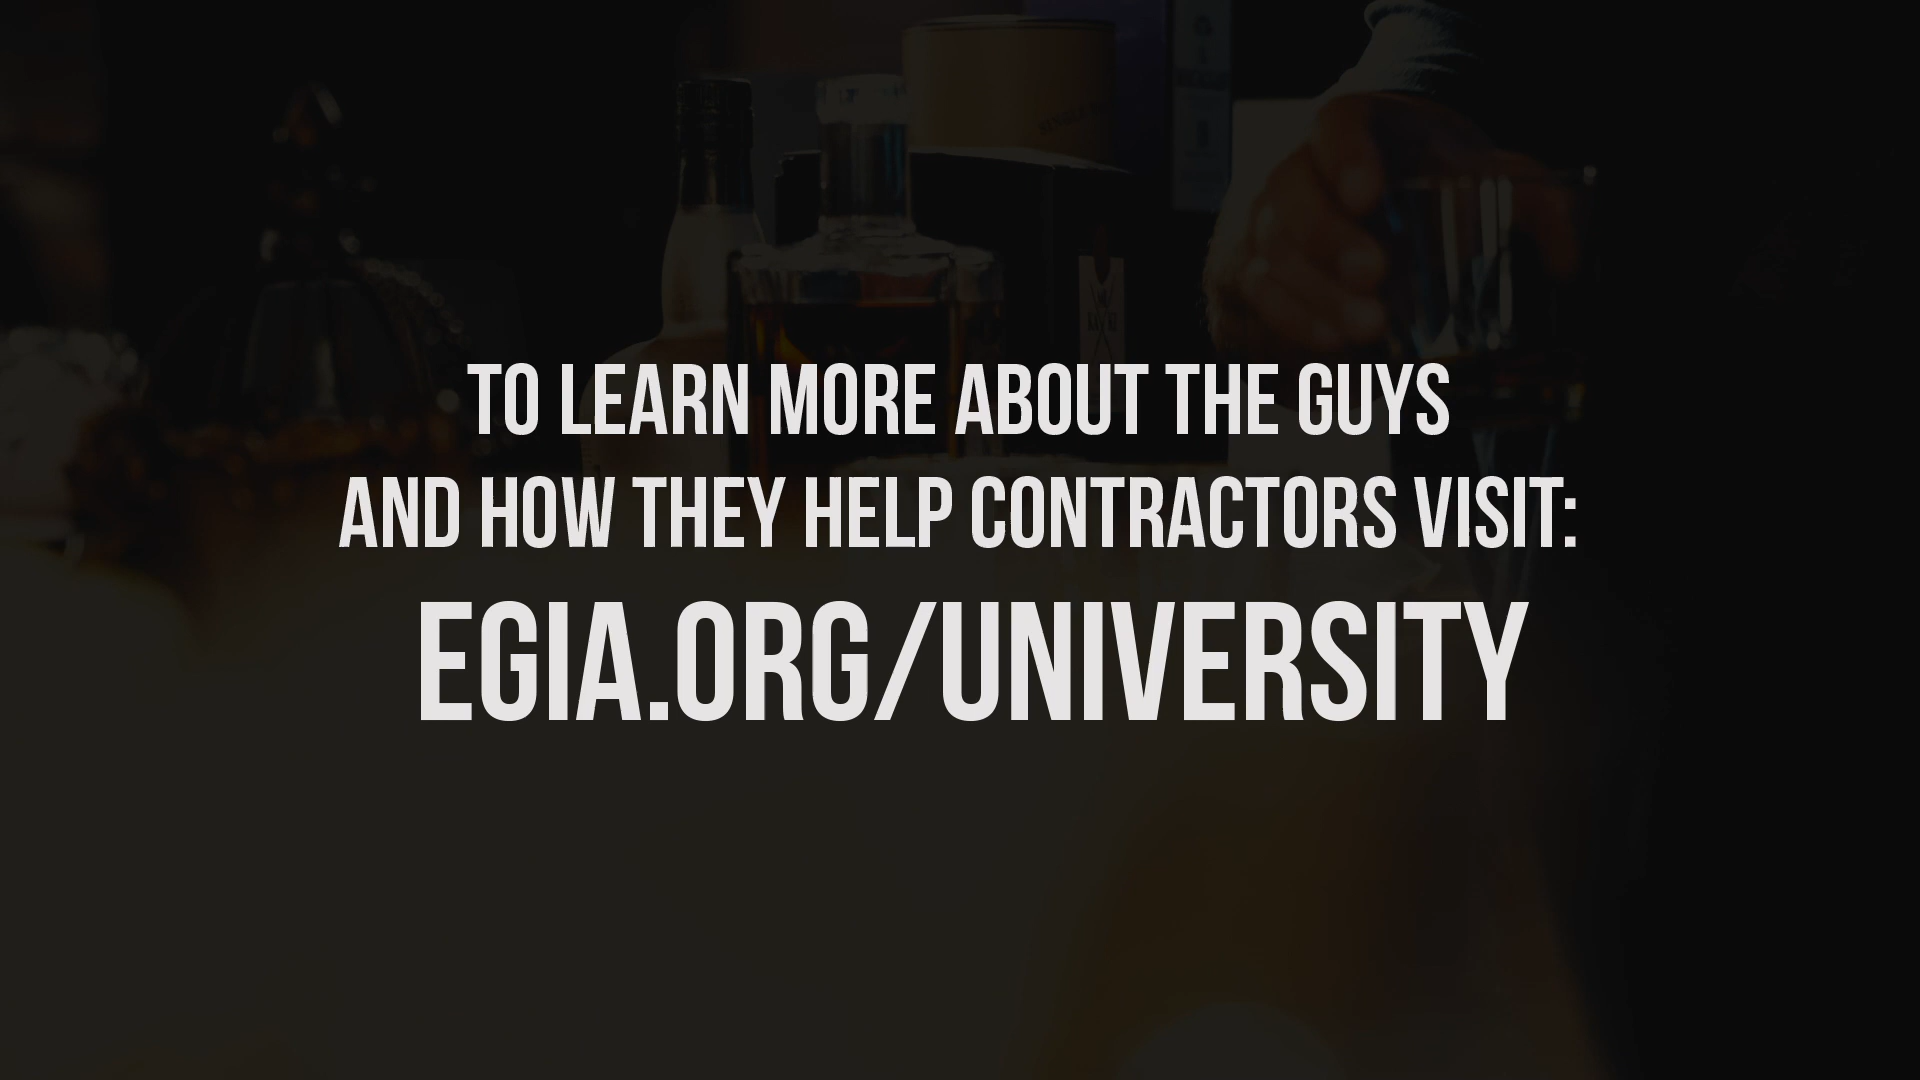 TO LEARN MORE ABOUT THE GUYS
AND HOW THEY HELP CONTRACTORS VISIT:
EGIA.ORG/UNIVERSITY